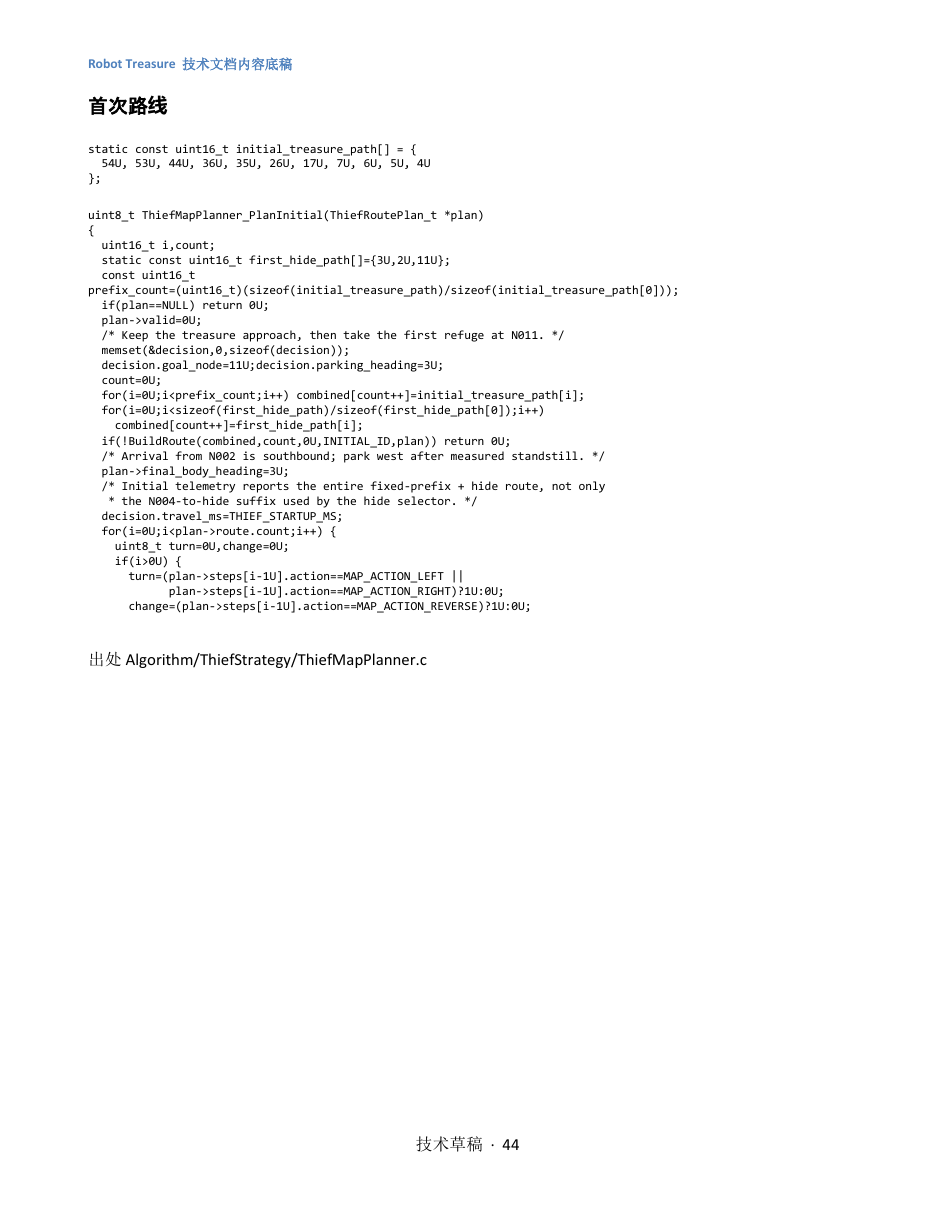 Robot Treasure 技术文档内容底稿
首次路线
static const uint16_t initial_treasure_path[] = {
  54U, 53U, 44U, 36U, 35U, 26U, 17U, 7U, 6U, 5U, 4U
};
uint8_t ThiefMapPlanner_PlanInitial(ThiefRoutePlan_t *plan)
{
  uint16_t i,count;
  static const uint16_t first_hide_path[]={3U,2U,11U};
  const uint16_t
prefix_count=(uint16_t)(sizeof(initial_treasure_path)/sizeof(initial_treasure_path[0]));
  if(plan==NULL) return 0U;
  plan->valid=0U;
  /* Keep the treasure approach, then take the first refuge at N011. */
  memset(&decision,0,sizeof(decision));
  decision.goal_node=11U;decision.parking_heading=3U;
  count=0U;
  for(i=0U;i<prefix_count;i++) combined[count++]=initial_treasure_path[i];
  for(i=0U;i<sizeof(first_hide_path)/sizeof(first_hide_path[0]);i++)
    combined[count++]=first_hide_path[i];
  if(!BuildRoute(combined,count,0U,INITIAL_ID,plan)) return 0U;
  /* Arrival from N002 is southbound; park west after measured standstill. */
  plan->final_body_heading=3U;
  /* Initial telemetry reports the entire fixed-prefix + hide route, not only
   * the N004-to-hide suffix used by the hide selector. */
  decision.travel_ms=THIEF_STARTUP_MS;
  for(i=0U;i<plan->route.count;i++) {
    uint8_t turn=0U,change=0U;
    if(i>0U) {
      turn=(plan->steps[i-1U].action==MAP_ACTION_LEFT ||
            plan->steps[i-1U].action==MAP_ACTION_RIGHT)?1U:0U;
      change=(plan->steps[i-1U].action==MAP_ACTION_REVERSE)?1U:0U;
出处 Algorithm/ThiefStrategy/ThiefMapPlanner.c
技术草稿 · 44